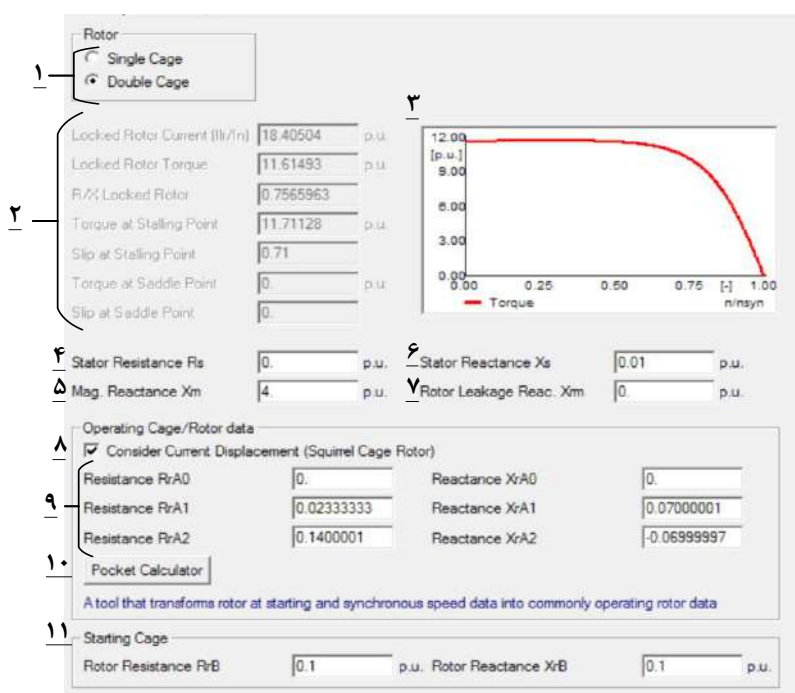 Rotor
۱
Single Cage
Double Cage
۲
Locked Rotor Current (Ilr/In) 18.40504 p.u.
Locked Rotor Torque 11.61493 p.u.
R/X Locked Rotor 0.7565963
Torque at Stalling Point 11.71128 p.u.
Slip at Stalling Point 0.71
Torque at Saddle Point 0. p.u.
Slip at Saddle Point 0.
۳
12.00
[p.u.]
9.00
6.00
3.00
0.00
0.00 0.25 0.50 0.75 [-] 1.00
Torque n/nsyn
۴ Stator Resistance Rs 0. p.u. ۶ Stator Reactance Xs 0.01 p.u.
۵ Mag. Reactance Xm 4. p.u. ۷ Rotor Leakage Reac. Xrm 0. p.u.
Operating Cage/Rotor data
۸ Consider Current Displacement (Squirrel Cage Rotor)
۹
Resistance RrA0 0. Reactance XrA0 0.
Resistance RrA1 0.02333333 Reactance XrA1 0.07000001
Resistance RrA2 0.1400001 Reactance XrA2 -0.06999997
۱۰ Pocket Calculator
A tool that transforms rotor at starting and synchronous speed data into commonly operating rotor data
۱۱ Starting Cage
Rotor Resistance RrB 0.1 p.u. Rotor Reactance XrB 0.1 p.u.